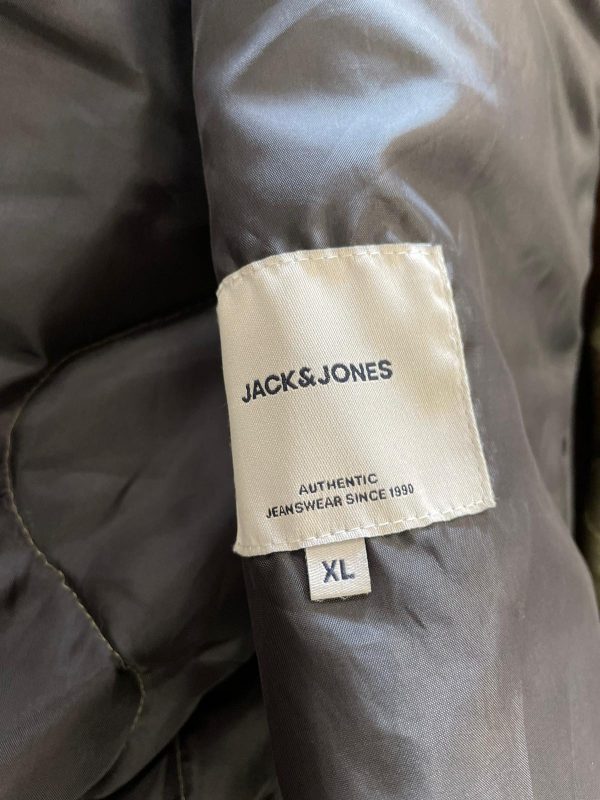 JACK&JONES
AUTHENTIC
JEANSWEAR SINCE 1990
XL